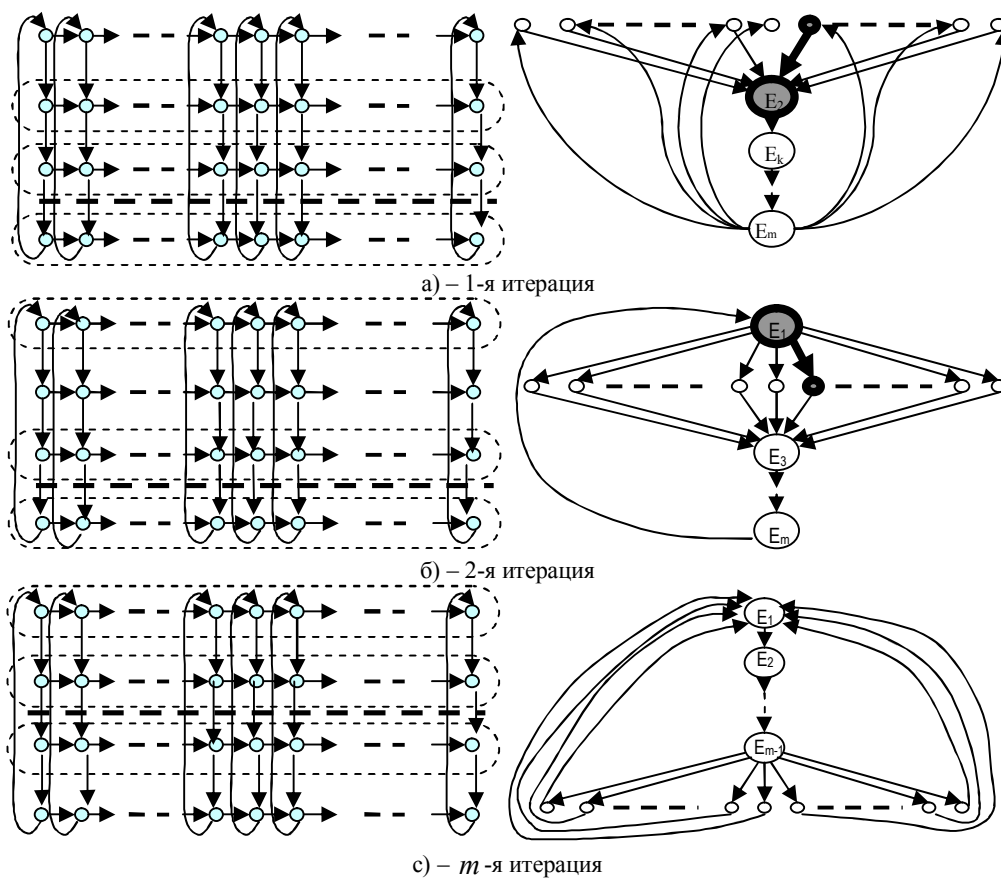 E₂
Eₖ
Eₘ
а) – 1-я итерация
E₁
E₃
Eₘ
б) – 2-я итерация
E₁
E₂
Eₘ₋₁
с) – m-я итерация